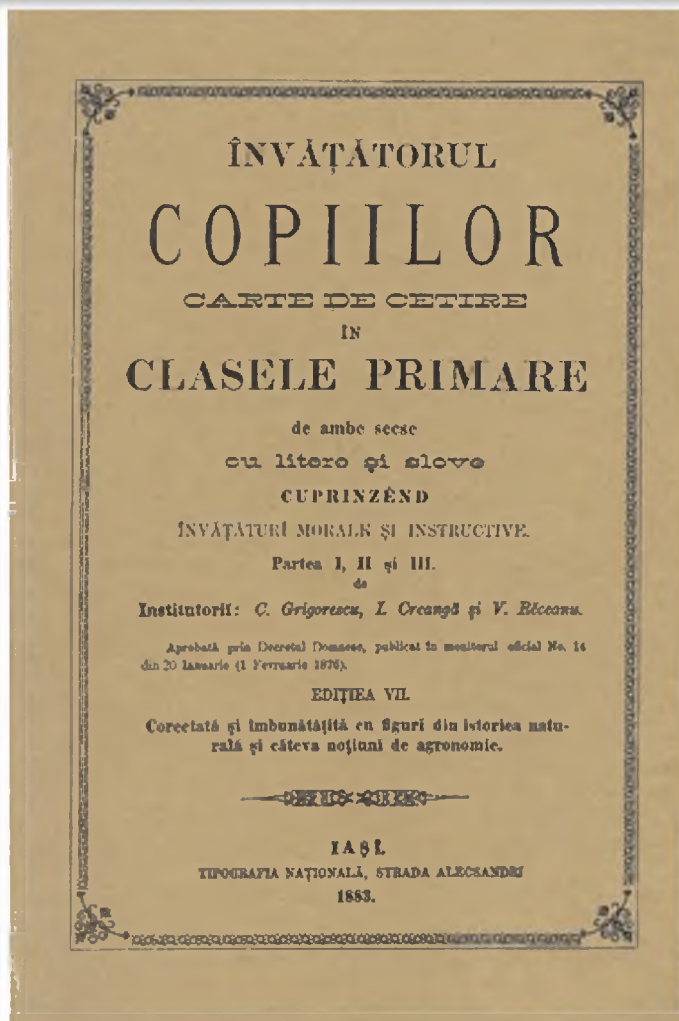 ÎNVĂȚĂTORUL
COPIILOR
CARTE DE CETIRE
ÎN
CLASELE PRIMARE
de ambe secse
cu litere și slove
CUPRINZÊND
ÎNVĂȚĂTURĬ MORALE ȘI INSTRUCTIVE.
Partea I, II și III.
de
Institutorii: C. Grigorescu, I. Creangă și V. Rĕceanu.
Aprobată prin Decretul Domnesc, publicat în monitorul oficial No. 14
din 20 Ianuarie (1 Fevruarie 1876).
EDIȚIEA VII.
Corectată și îmbunătățită cu figuri din istoriea natu-
rală și câteva noțiuni de agronomie.
IAȘĬ.
TIPOGRAFIA NAȚIONALĂ, STRADA ALECSANDRI
1883.